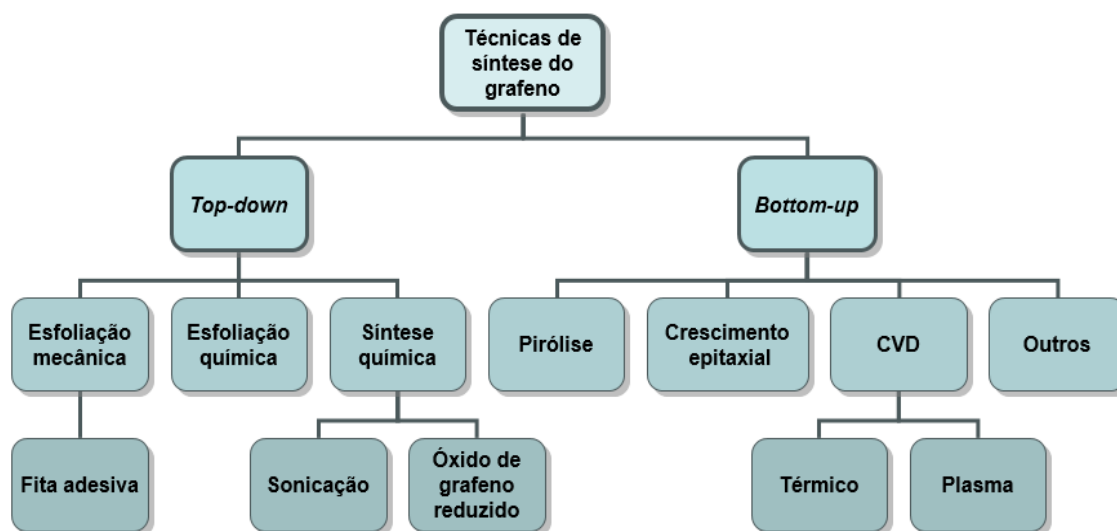 Técnicas de
síntese do
grafeno
Top-down
Bottom-up
Esfoliação
mecânica
Esfoliação
química
Síntese
química
Pirólise
Crescimento
epitaxial
CVD
Outros
Fita adesiva
Sonicação
Óxido de
grafeno
reduzido
Térmico
Plasma